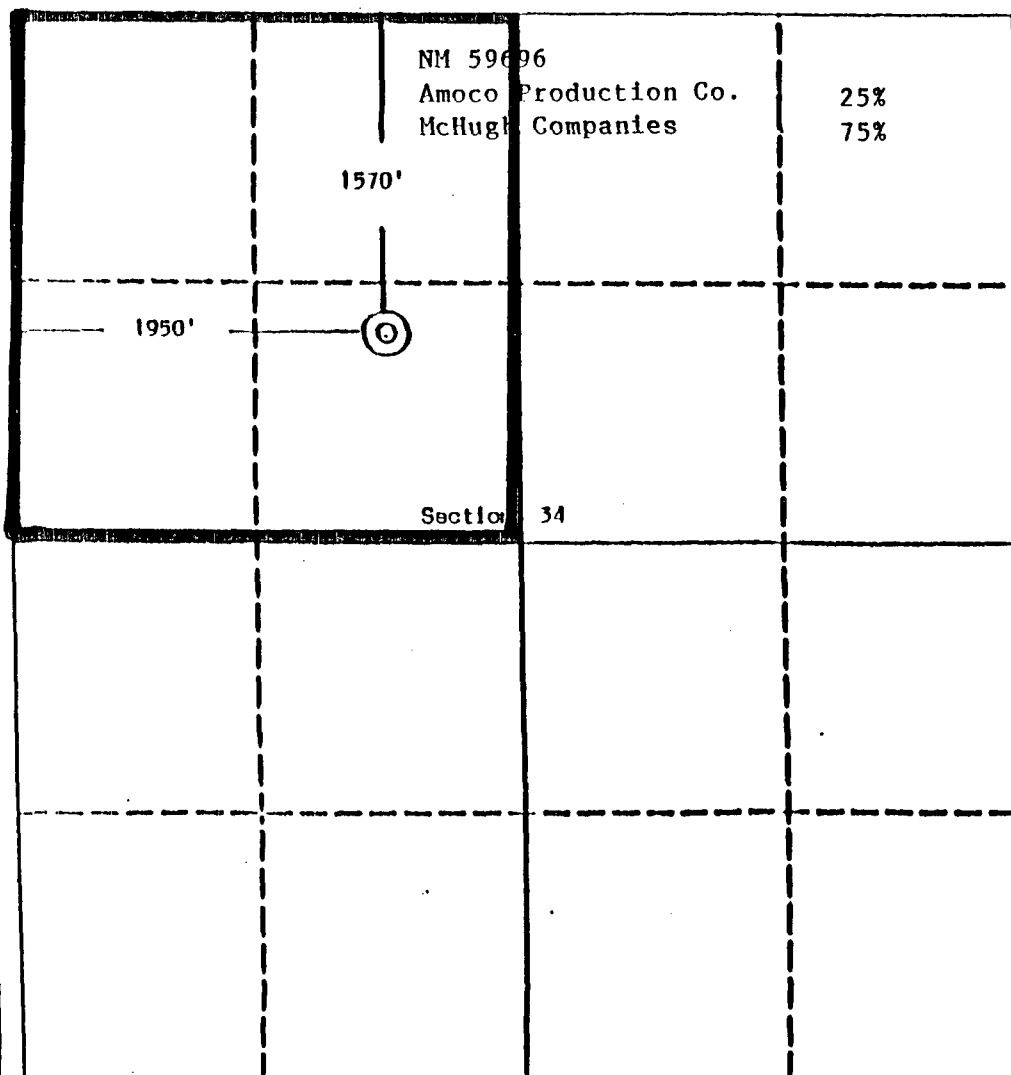 NM 59696
Amoco Production Co. 25%
McHugh Companies 75%
1570'
1950'
Section 34